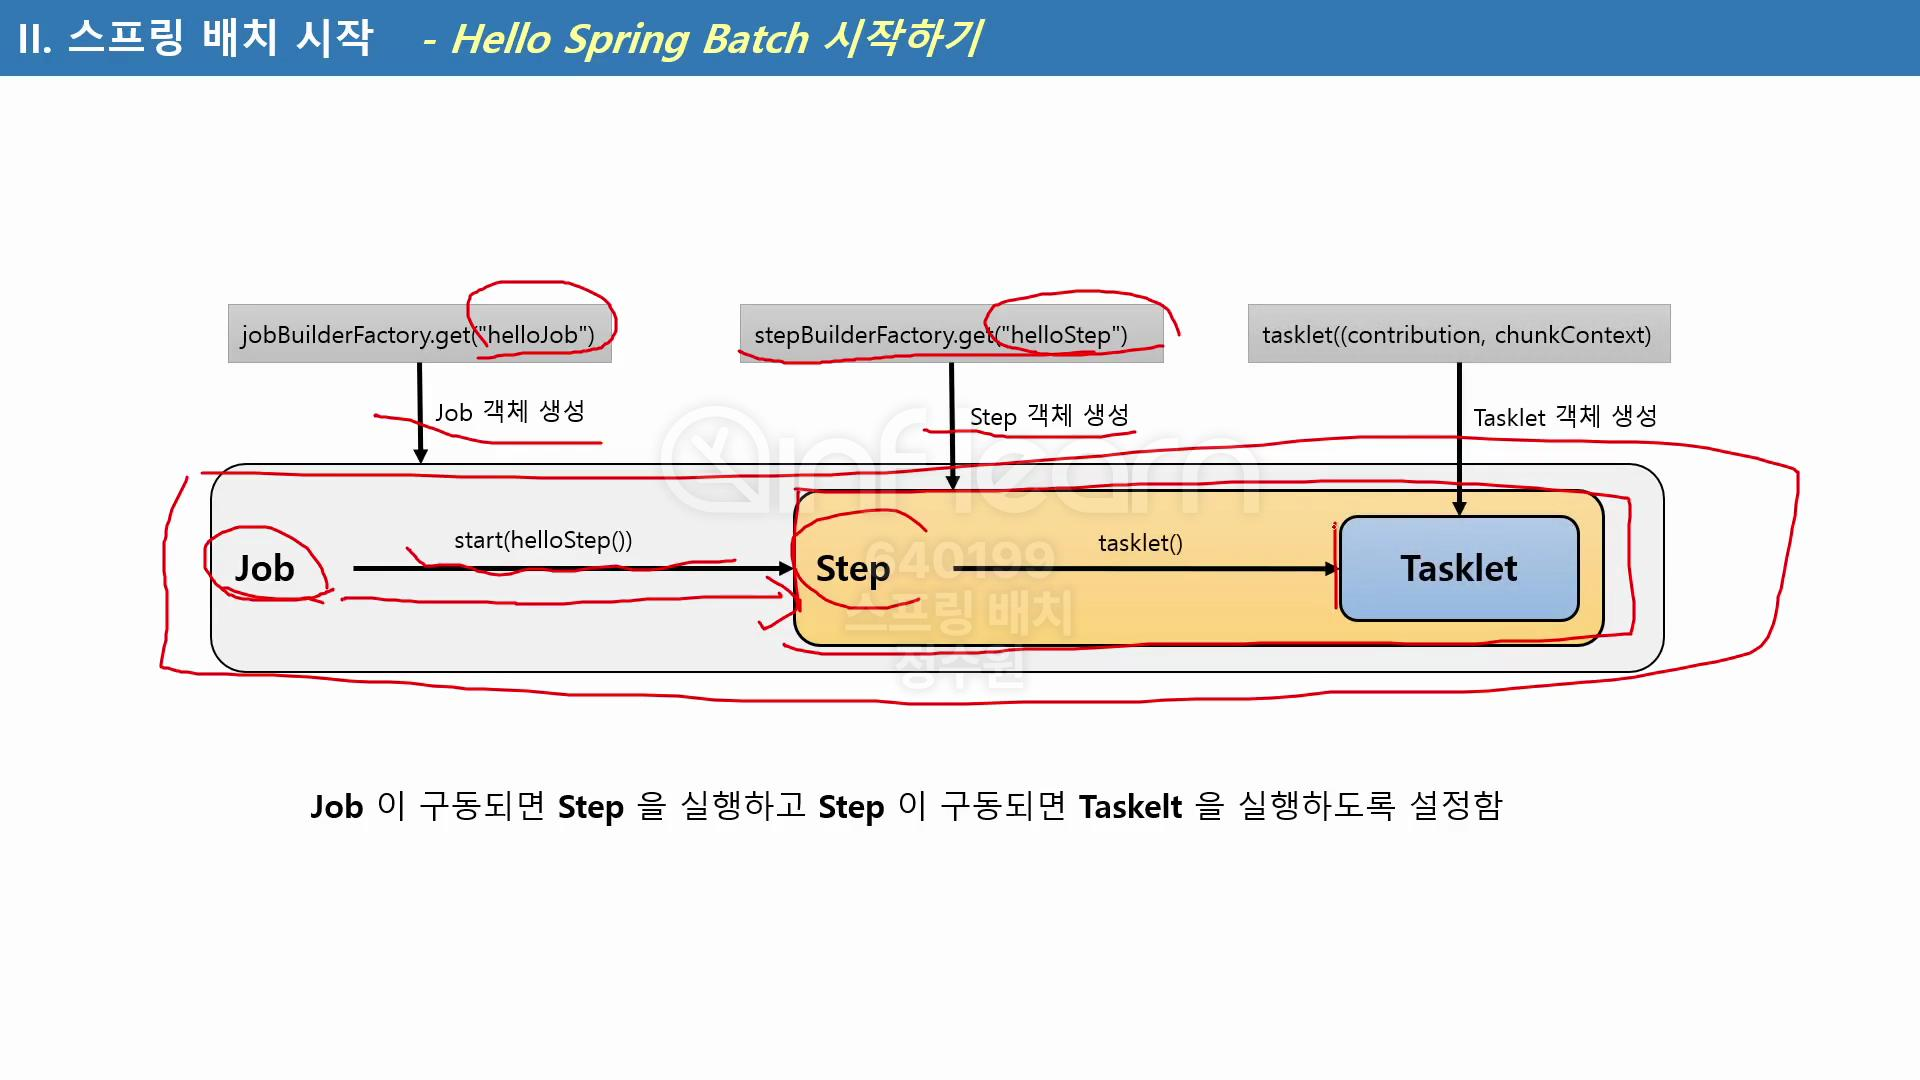 II. 스프링 배치 시작 - Hello Spring Batch 시작하기
jobBuilderFactory.get("helloJob")
stepBuilderFactory.get("helloStep")
tasklet((contribution, chunkContext)
Job 객체 생성
Step 객체 생성
Tasklet 객체 생성
inflearn
Job
start(helloStep())
Step
tasklet()
Tasklet
640199
스프링 배치
정수원
Job 이 구동되면 Step 을 실행하고 Step 이 구동되면 Taskelt 을 실행하도록 설정함